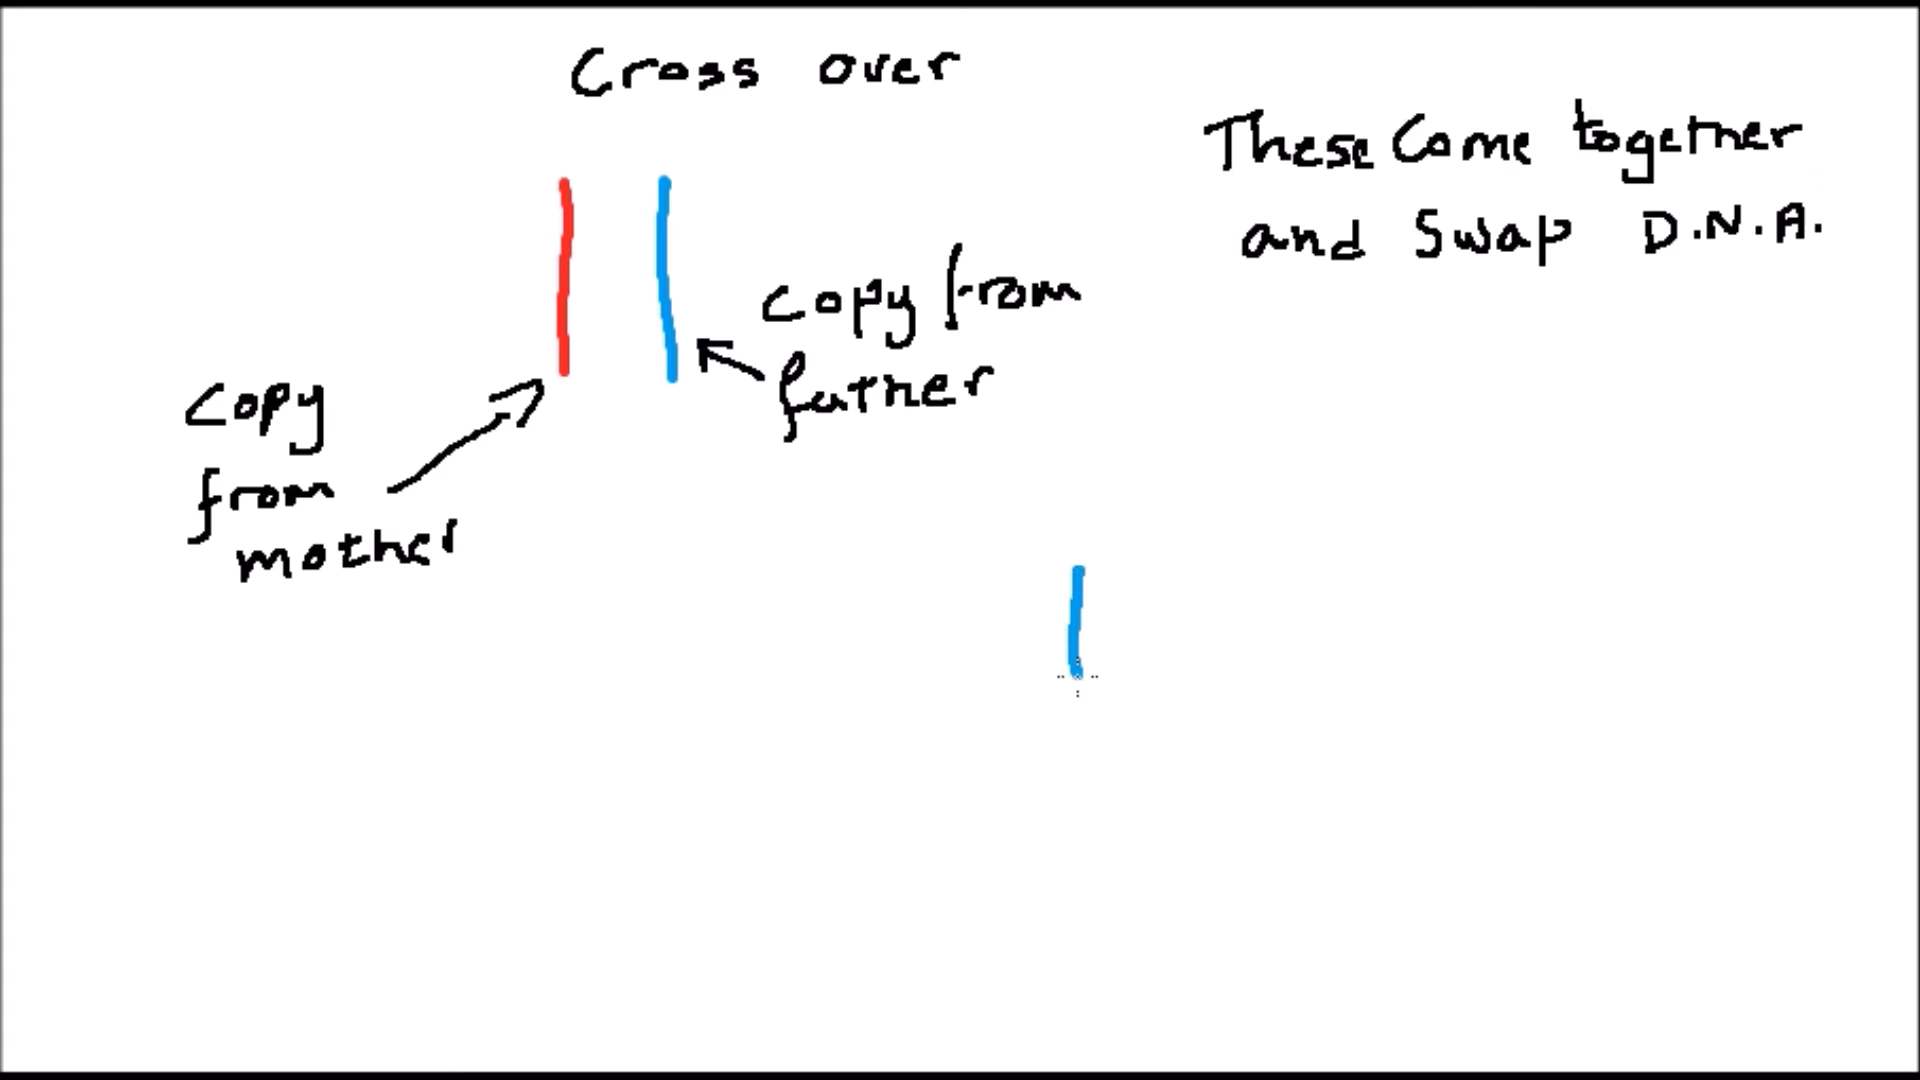 Cross over
These Come together
and Swap D.N.A.
Copy from
father
Copy
from
mother